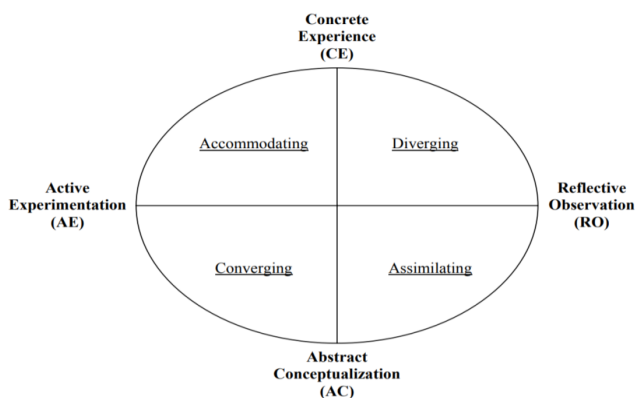 Concrete
Experience
(CE)
Accommodating
Diverging
Active
Experimentation
(AE)
Reflective
Observation
(RO)
Converging
Assimilating
Abstract
Conceptualization
(AC)